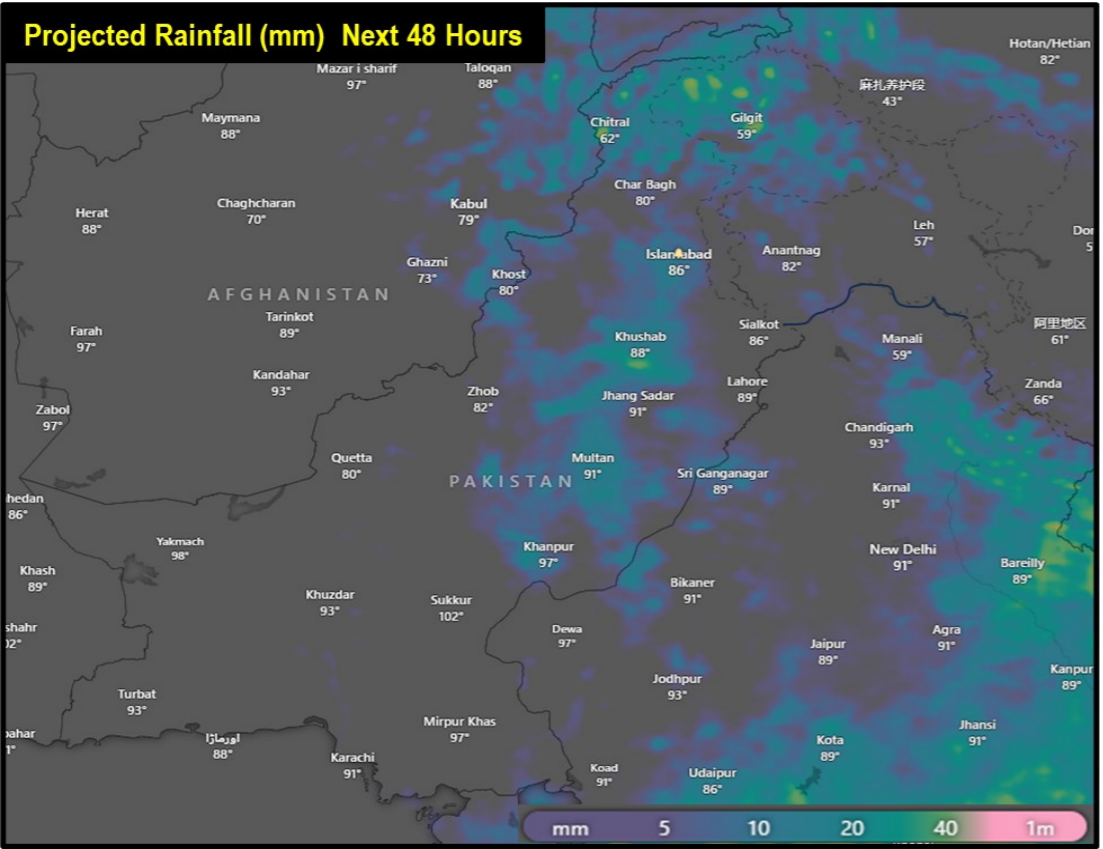 Projected Rainfall (mm) Next 48 Hours
Hotan/Hetian
82°
Mazar i sharif
97°
Taloqan
88°
麻扎养护段
43°
Maymana
88°
Chitral
62°
Gilgit
59°
Char Bagh
80°
Herat
88°
Chaghcharan
70°
Kabul
79°
Leh
57°
Islamabad
86°
Anantnag
82°
Ghazni
73°
Khost
80°
AFGHANISTAN
Tarinkot
89°
Farah
97°
Khushab
88°
Sialkot
86°
Manali
59°
阿里地区
61°
Kandahar
93°
Zhob
82°
Jhang Sadar
91°
Lahore
89°
Zanda
66°
Zabol
97°
Chandigarh
93°
Quetta
80°
Multan
91°
PAKISTAN
Sri Ganganagar
89°
Karnal
91°
hedan
86°
Yakmach
98°
Khanpur
97°
New Delhi
91°
Khash
89°
Bareilly
89°
Khuzdar
93°
Sukkur
102°
Bikaner
91°
shahr
02°
Dewa
97°
Jaipur
89°
Agra
91°
Kanpur
89°
Jodhpur
93°
Turbat
93°
Mirpur Khas
97°
Jhansi
91°
bahar
1°
اورماڑا
88°
Kota
89°
Karachi
91°
Koad
91°
Udaipur
86°
mm 5 10 20 40 1m